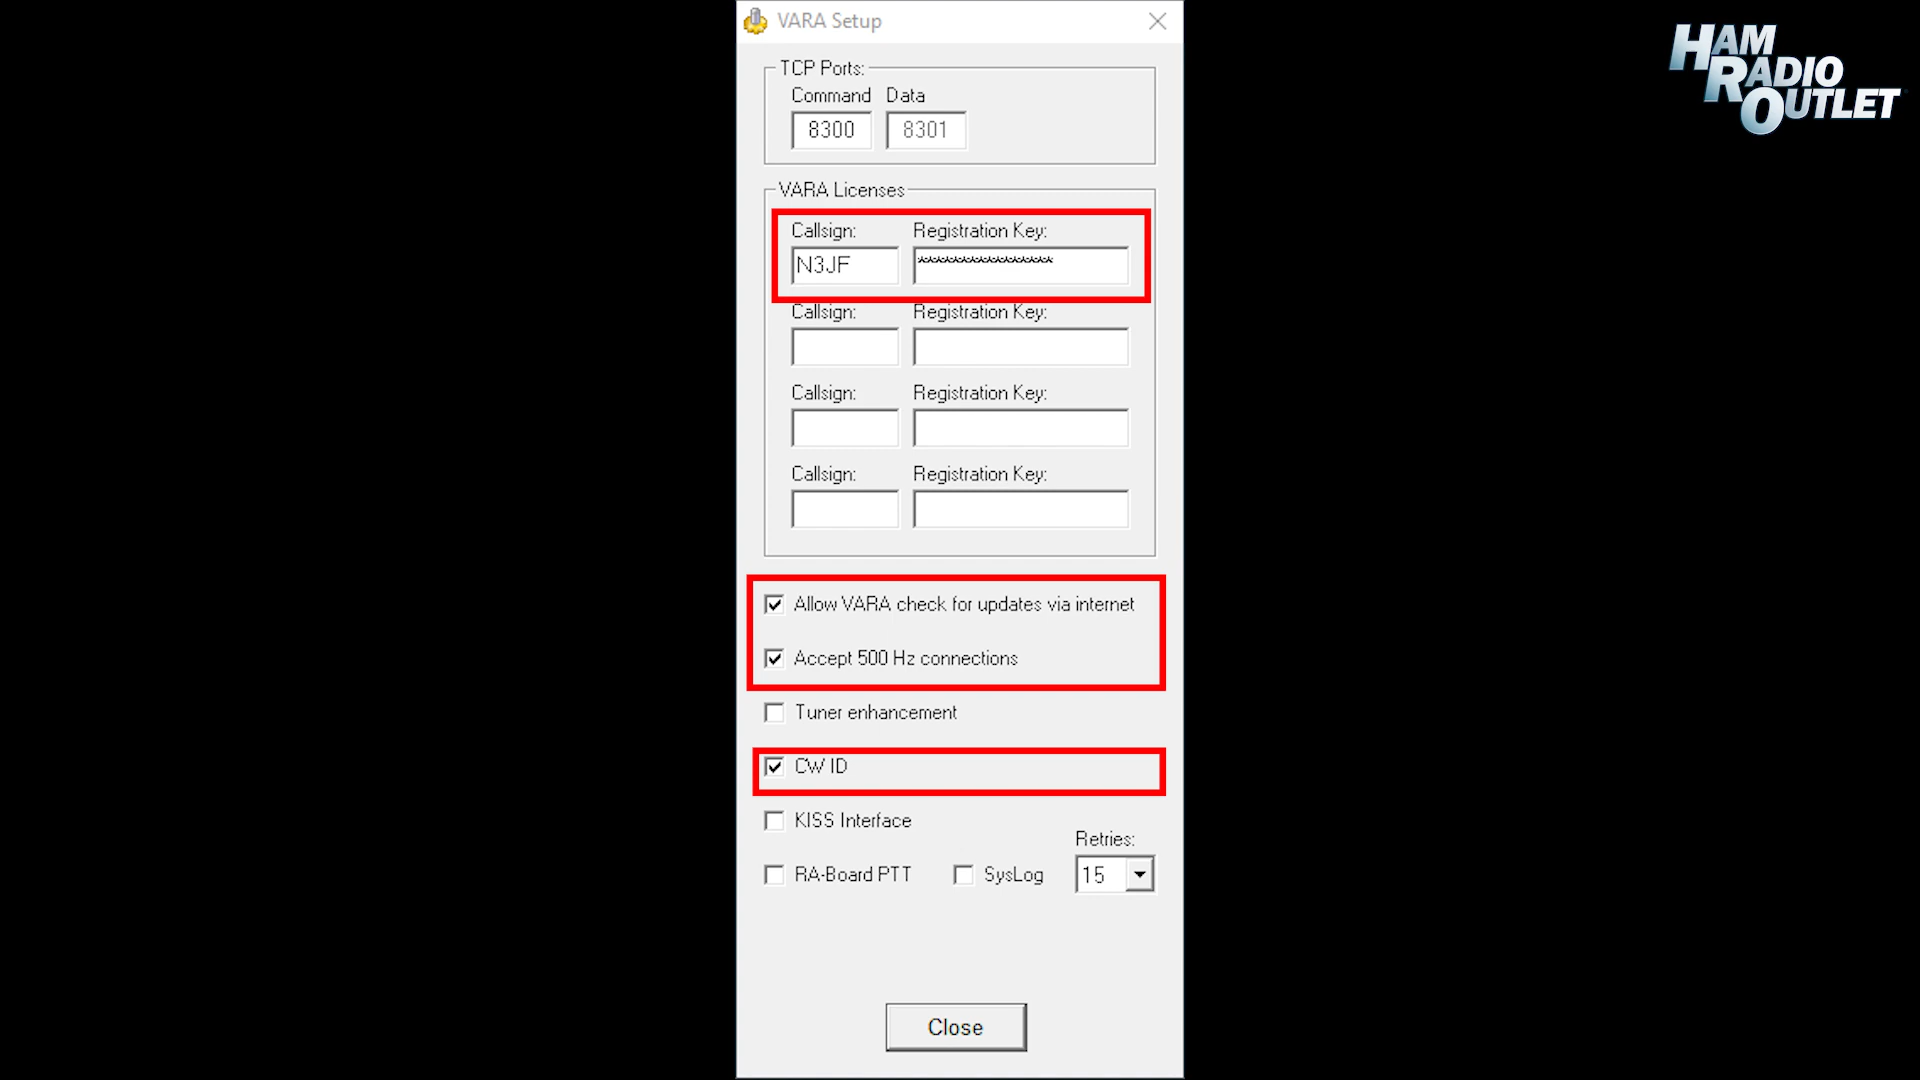 VARA Setup
HAM RADIO OUTLET
TCP Ports:
Command Data
8300 8301
VARA Licenses
Callsign: Registration Key:
N3JF *****************
Callsign: Registration Key:
Callsign: Registration Key:
Callsign: Registration Key:
Allow VARA check for updates via internet
Accept 500 Hz connections
Tuner enhancement
CW ID
KISS Interface
Retries:
RA-Board PTT SysLog 15
Close